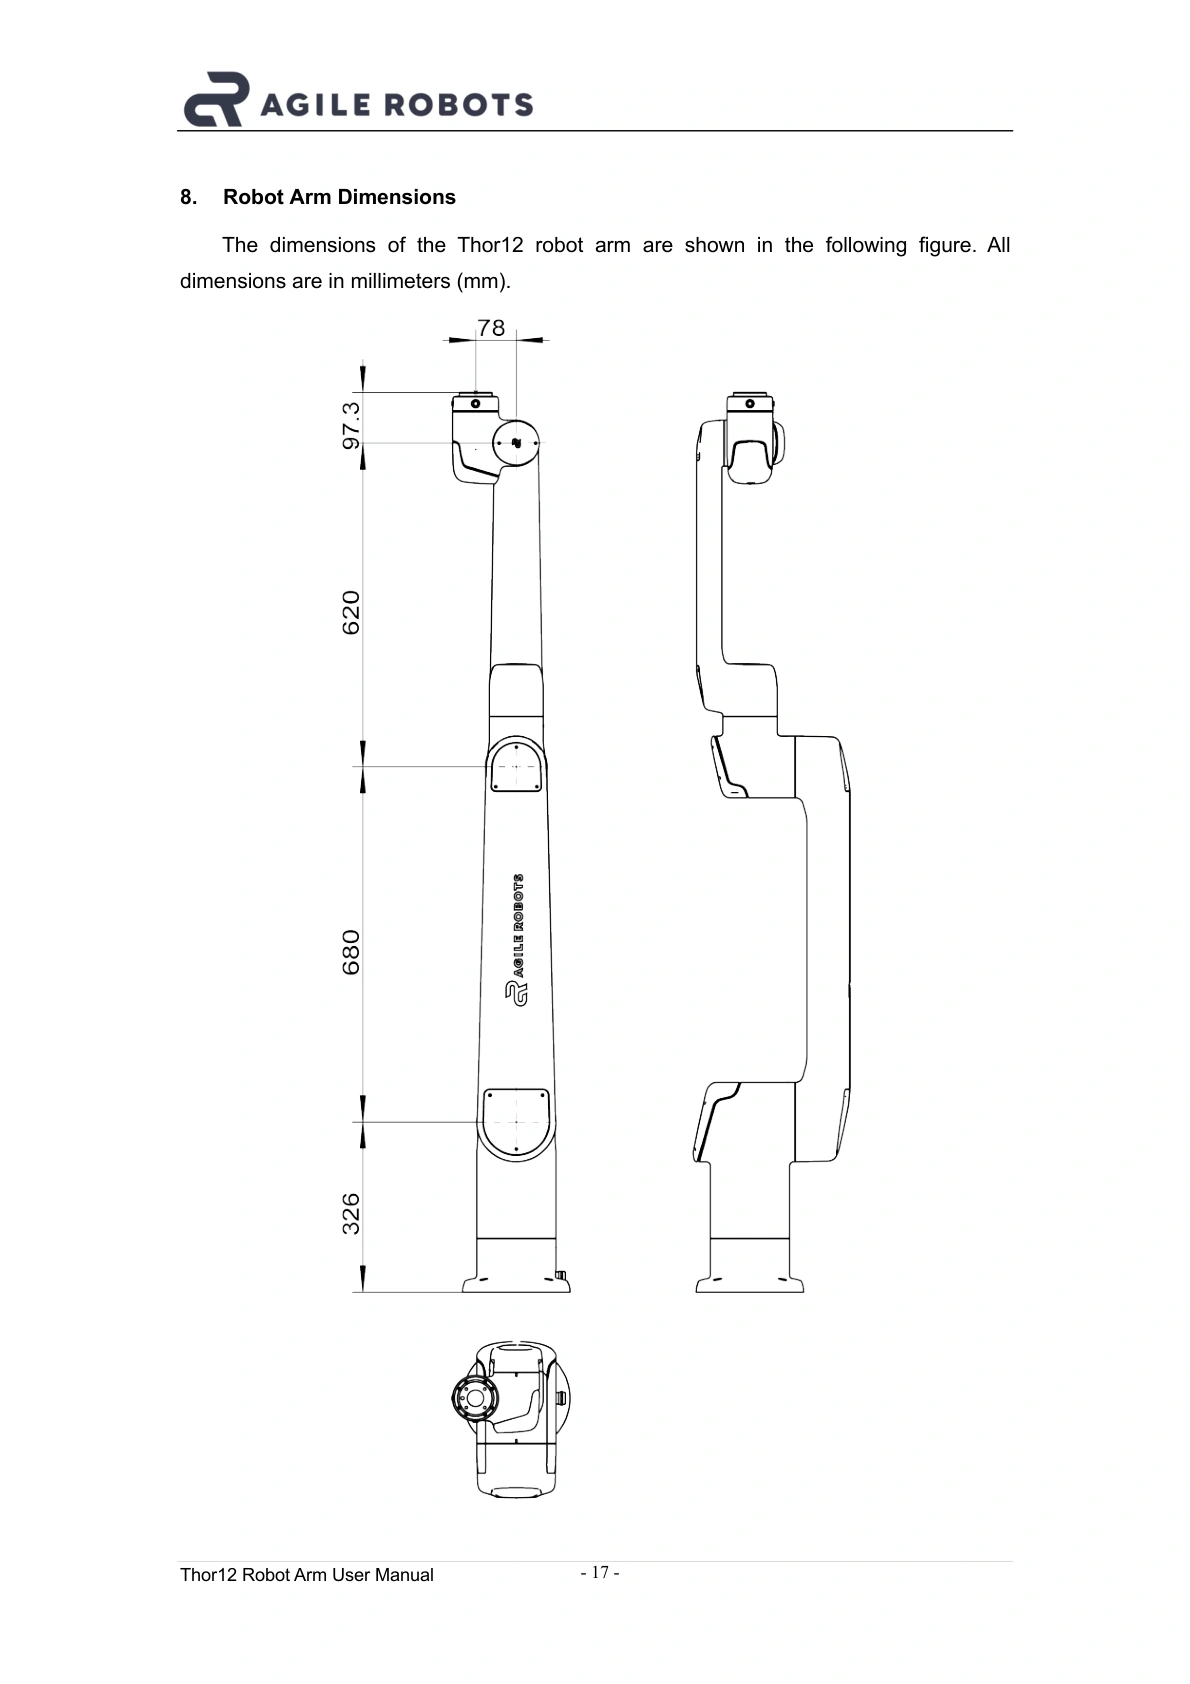 AGILE ROBOTS
8. Robot Arm Dimensions
The dimensions of the Thor12 robot arm are shown in the following figure. All
dimensions are in millimeters (mm).
78
97.3
620
680
AGILE ROBOTS
326
Thor12 Robot Arm User Manual
- 17 -